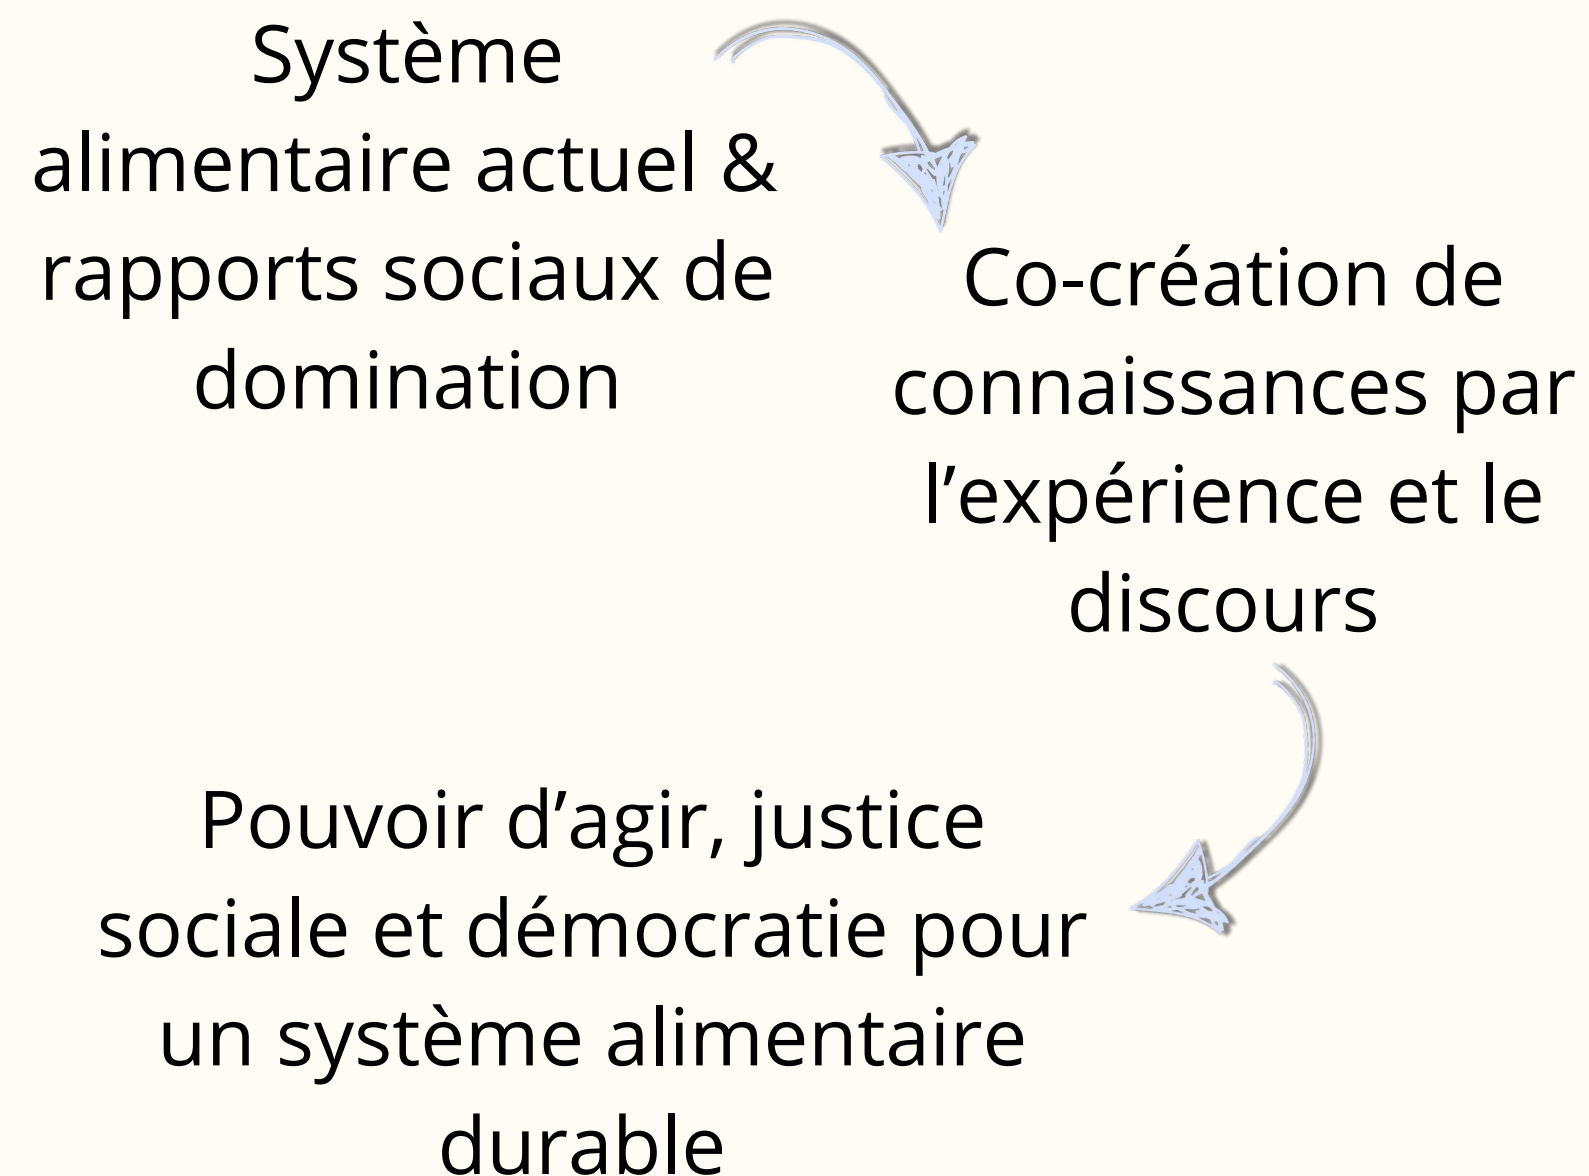 Système
alimentaire actuel &
rapports sociaux de
domination
Co-création de
connaissances par
l’expérience et le
discours
Pouvoir d’agir, justice
sociale et démocratie pour
un système alimentaire
durable